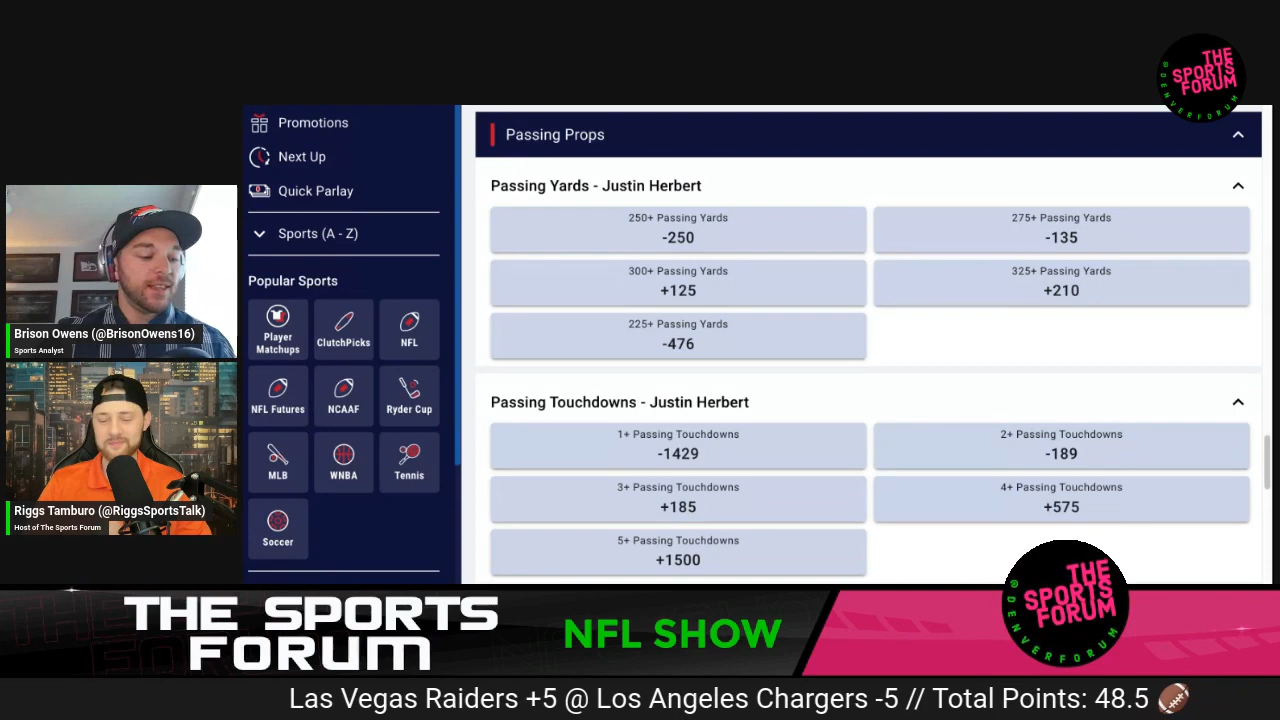 THE
SPORTS
FORUM
@DENVERFORUM
Promotions
Next Up
Quick Parlay
Sports (A - Z)
Popular Sports
Player
Matchups
ClutchPicks
NFL
NFL Futures
NCAAF
Ryder Cup
MLB
WNBA
Tennis
Soccer
Passing Props
Passing Yards - Justin Herbert
250+ Passing Yards
-250
275+ Passing Yards
-135
300+ Passing Yards
+125
325+ Passing Yards
+210
225+ Passing Yards
-476
Passing Touchdowns - Justin Herbert
1+ Passing Touchdowns
-1429
2+ Passing Touchdowns
-189
3+ Passing Touchdowns
+185
4+ Passing Touchdowns
+575
5+ Passing Touchdowns
+1500
Brison Owens (@BrisonOwens16)
Sports Analyst
Riggs Tamburo (@RiggsSportsTalk)
Host of The Sports Forum
THE SPORTS
FORUM
NFL SHOW
THE
SPORTS
FORUM
@DENVERFORUM
Las Vegas Raiders +5 @ Los Angeles Chargers -5 // Total Points: 48.5 🏈